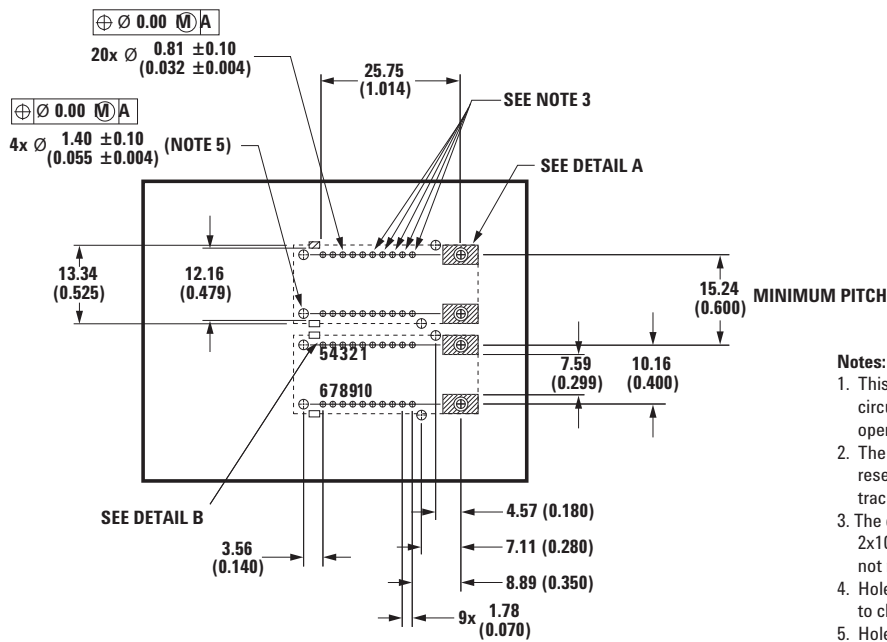 ⌖ Ø 0.00 Ⓜ A
20x Ø 0.81 ±0.10
(0.032 ±0.004)
⌖ Ø 0.00 Ⓜ A
4x Ø 1.40 ±0.10 (NOTE 5)
(0.055 ±0.004)
25.75
(1.014)
SEE NOTE 3
SEE DETAIL A
13.34
(0.525)
12.16
(0.479)
15.24
(0.600) MINIMUM PITCH
54321
678910
7.59
(0.299)
10.16
(0.400)
SEE DETAIL B
3.56
(0.140)
4.57 (0.180)
7.11 (0.280)
8.89 (0.350)
9x 1.78
(0.070)
Notes:
1. This
circu
oper
2. The
rese
trac
3. The
2x10
not
4. Hole
to cl
5. Hole